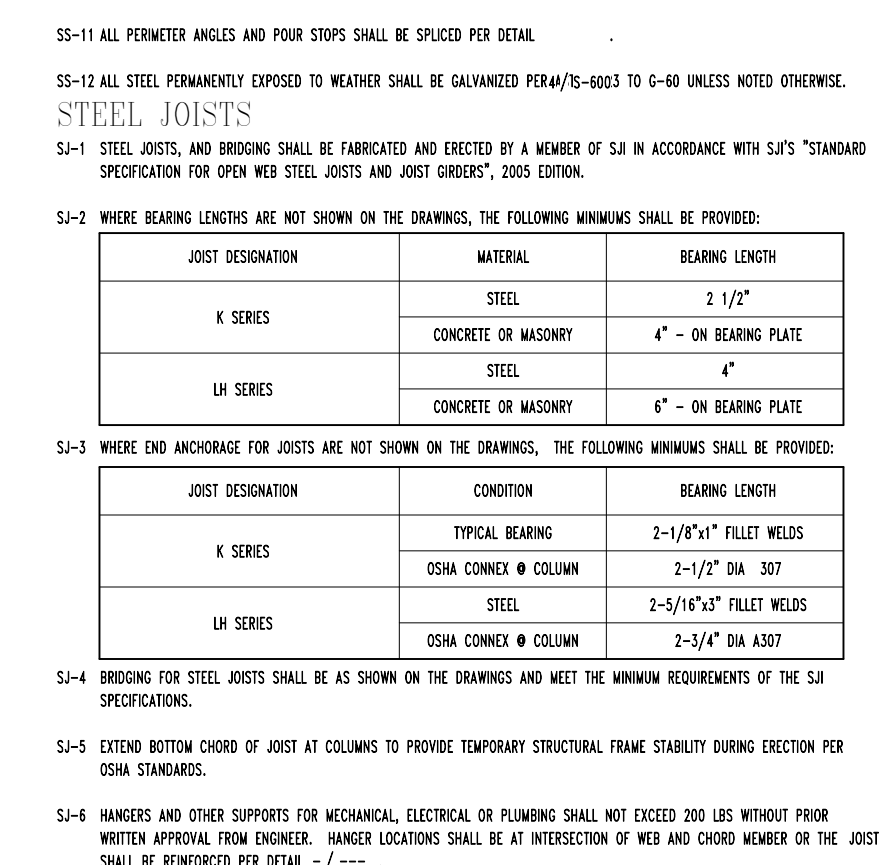 SS-11 ALL PERIMETER ANGLES AND POUR STOPS SHALL BE SPLICED PER DETAIL .
SS-12 ALL STEEL PERMANENTLY EXPOSED TO WEATHER SHALL BE GALVANIZED PER TO G-60 UNLESS NOTED OTHERWISE.
STEEL JOISTS
SJ-1 STEEL JOISTS, AND BRIDGING SHALL BE FABRICATED AND ERECTED BY A MEMBER OF SJI IN ACCORDANCE WITH SJI'S "STANDARD
SPECIFICATION FOR OPEN WEB STEEL JOISTS AND JOIST GIRDERS", 2005 EDITION.
SJ-2 WHERE BEARING LENGTHS ARE NOT SHOWN ON THE DRAWINGS, THE FOLLOWING MINIMUMS SHALL BE PROVIDED:
JOIST DESIGNATION MATERIAL BEARING LENGTH
K SERIES
STEEL 2 1/2"
CONCRETE OR MASONRY 4" - ON BEARING PLATE
LH SERIES
STEEL 4"
CONCRETE OR MASONRY 6" - ON BEARING PLATE
SJ-3 WHERE END ANCHORAGE FOR JOISTS ARE NOT SHOWN ON THE DRAWINGS, THE FOLLOWING MINIMUMS SHALL BE PROVIDED:
JOIST DESIGNATION CONDITION BEARING LENGTH
K SERIES
TYPICAL BEARING 2-1/8"x1" FILLET WELDS
OSHA CONNEX @ COLUMN 2-1/2" DIA 307
LH SERIES
STEEL 2-5/16"x3" FILLET WELDS
OSHA CONNEX @ COLUMN 2-3/4" DIA A307
SJ-4 BRIDGING FOR STEEL JOISTS SHALL BE AS SHOWN ON THE DRAWINGS AND MEET THE MINIMUM REQUIREMENTS OF THE SJI
SPECIFICATIONS.
SJ-5 EXTEND BOTTOM CHORD OF JOIST AT COLUMNS TO PROVIDE TEMPORARY STRUCTURAL FRAME STABILITY DURING ERECTION PER
OSHA STANDARDS.
SJ-6 HANGERS AND OTHER SUPPORTS FOR MECHANICAL, ELECTRICAL OR PLUMBING SHALL NOT EXCEED 200 LBS WITHOUT PRIOR
WRITTEN APPROVAL FROM ENGINEER. HANGER LOCATIONS SHALL BE AT INTERSECTION OF WEB AND CHORD MEMBER OR THE JOIST
SHALL BE REINFORCED PER DETAIL - / ---